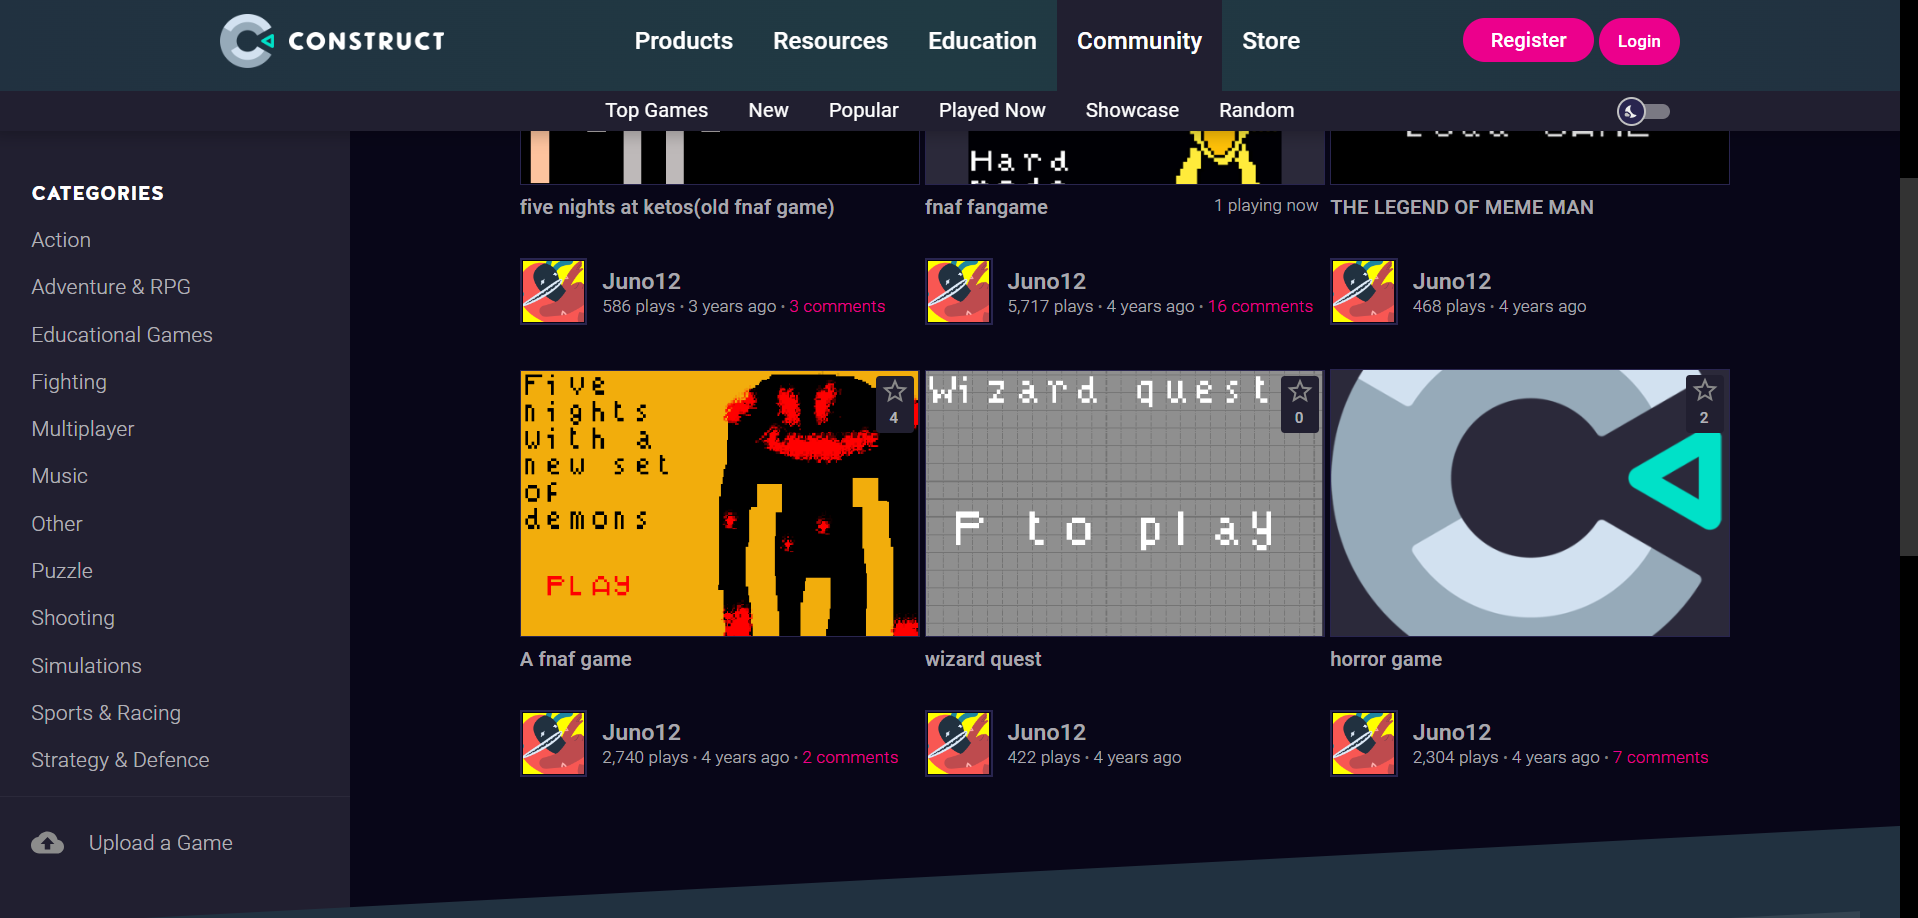 CONSTRUCT
Products Resources Education Community Store
Register Login
Top Games New Popular Played Now Showcase Random
CATEGORIES
Action
Adventure & RPG
Educational Games
Fighting
Multiplayer
Music
Other
Puzzle
Shooting
Simulations
Sports & Racing
Strategy & Defence
Upload a Game
Hard
five nights at ketos(old fnaf game)
Juno12
586 plays · 3 years ago · 3 comments
fnaf fangame
1 playing now
Juno12
5,717 plays · 4 years ago · 16 comments
THE LEGEND OF MEME MAN
Juno12
468 plays · 4 years ago
Five
nights
with a
new set
of
demons
PLAY
4
A fnaf game
Juno12
2,740 plays · 4 years ago · 2 comments
Wizard quest
P to play
0
wizard quest
Juno12
422 plays · 4 years ago
2
horror game
Juno12
2,304 plays · 4 years ago · 7 comments